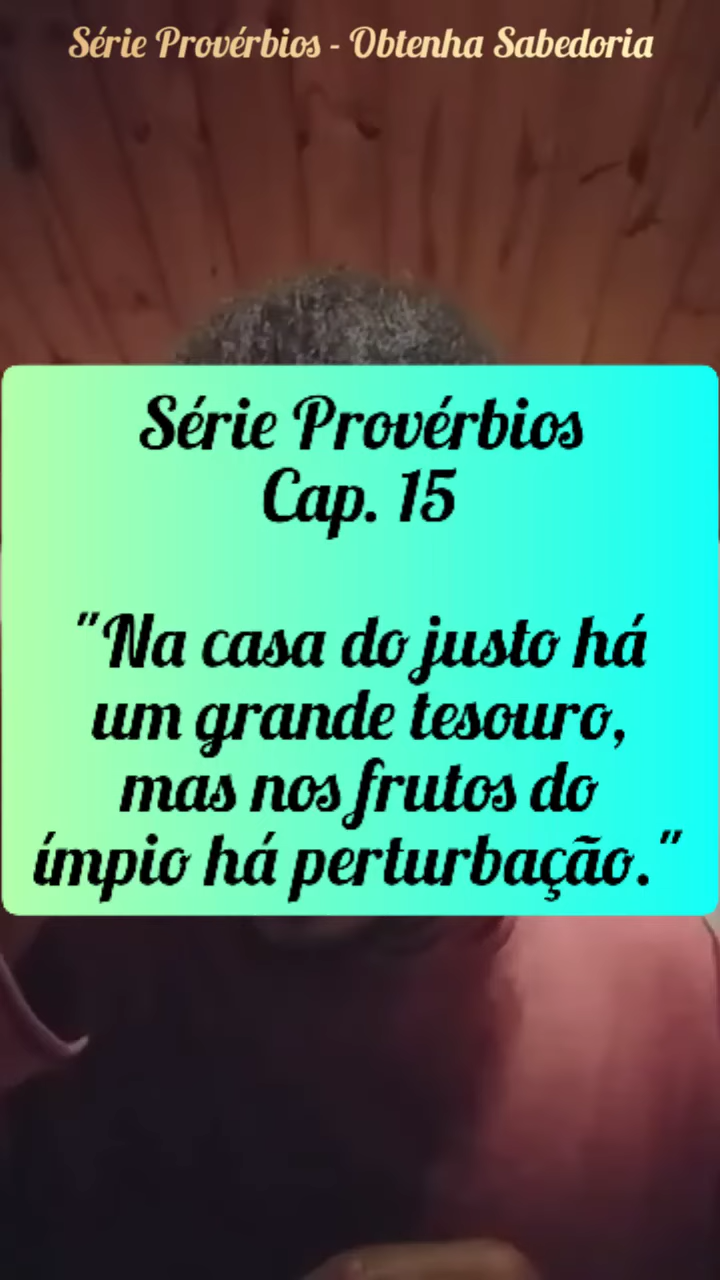 Série Provérbios - Obtenha Sabedoria
Série Provérbios
Cap. 15
"Na casa do justo há
um grande tesouro,
mas nos frutos do
ímpio há perturbação."